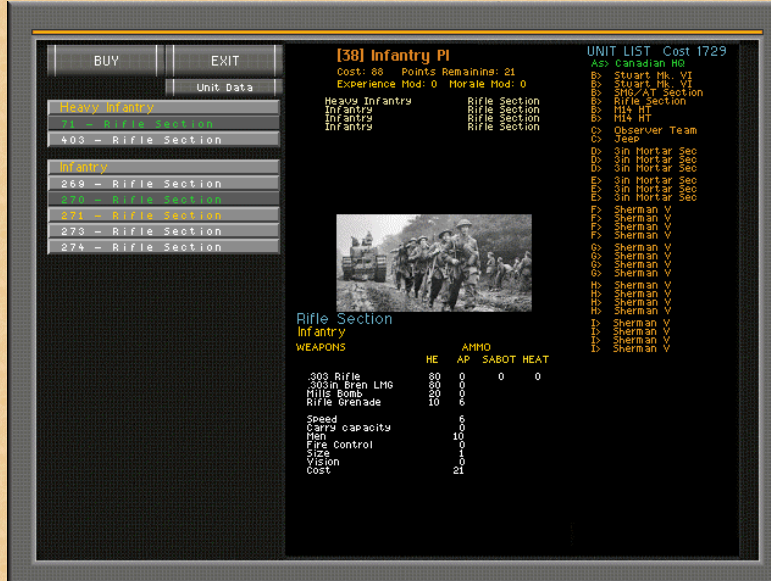 BUY
EXIT
Unit Data
Heavy Infantry
71 - Rifle Section
403 - Rifle Section
Infantry
269 - Rifle Section
270 - Rifle Section
271 - Rifle Section
273 - Rifle Section
274 - Rifle Section
[38] Infantry Pl
Cost: 88 Points Remaining: 21
Experience Mod: 0 Morale Mod: 0
Heavy Infantry Rifle Section
Infantry Rifle Section
Infantry Rifle Section
Infantry Rifle Section
Rifle Section
Infantry
WEAPONS AMMO
HE AP SABOT HEAT
.303 Rifle 80 0 0 0
.303in Bren LMG 80 0
Mills Bomb 20 0
Rifle Grenade 10 6
Speed 6
Carry capacity 0
Men 10
Fire Control 0
Size 1
Vision 0
Cost 21
UNIT LIST Cost 1729
As> Canadian HQ
B> Stuart Mk. VI
B> Stuart Mk. VI
B> SMG/AT Section
B> Rifle Section
B> M14 HT
B> M14 HT
C> Observer Team
C> Jeep
D> 3in Mortar Sec
D> 3in Mortar Sec
D> 3in Mortar Sec
E> 3in Mortar Sec
E> 3in Mortar Sec
E> 3in Mortar Sec
F> Sherman V
F> Sherman V
F> Sherman V
F> Sherman V
G> Sherman V
G> Sherman V
G> Sherman V
G> Sherman V
H> Sherman V
H> Sherman V
H> Sherman V
H> Sherman V
I> Sherman V
I> Sherman V
I> Sherman V
I> Sherman V